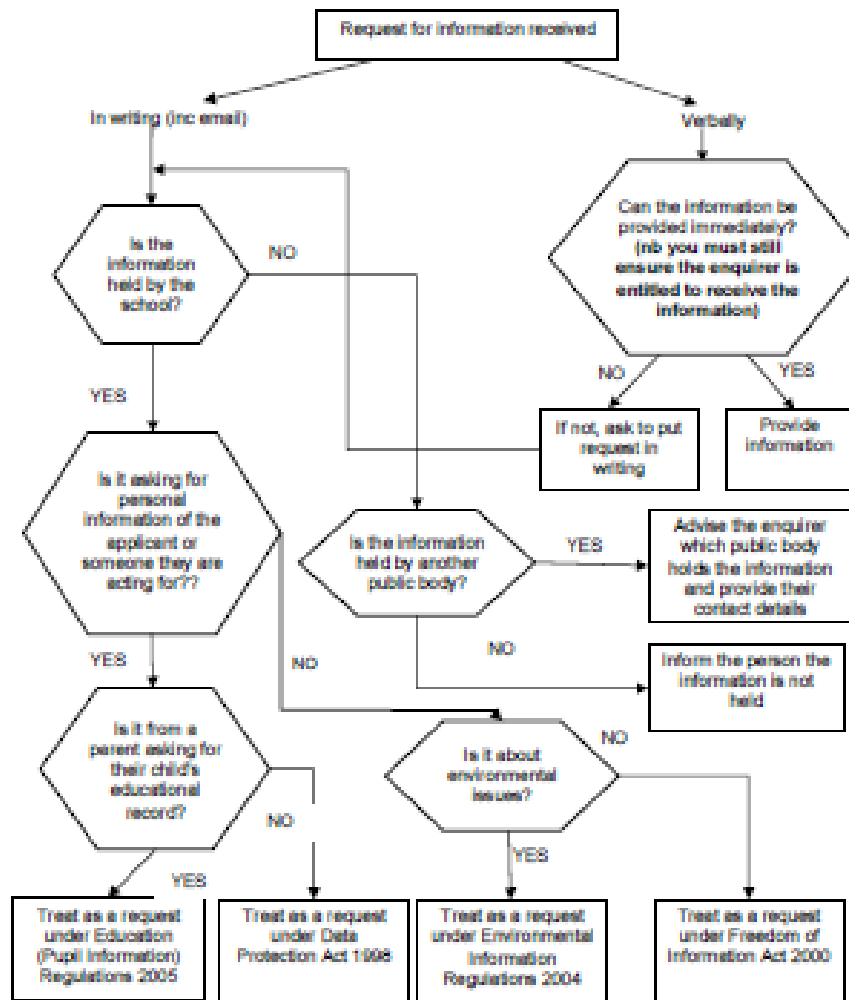 Request for information received
In writing (inc email)
Verbally
Can the information be
provided immediately?
(nb you must still
ensure the enquirer is
entitled to receive the
information)
Is the
information
held by the
school?
NO
NO
YES
YES
If not, ask to put
request in
writing
Provide
information
Is it asking for
personal
information of the
applicant or
someone they are
acting for??
Is the information
held by another
public body?
YES
Advise the enquirer
which public body
holds the information
and provide their
contact details
YES
NO
NO
Inform the person the
information is not
held
Is it from a
parent asking for
their child's
educational
record?
NO
Is it about
environmental
issues?
NO
YES
YES
Treat as a request
under Education
(Pupil Information)
Regulations 2005
Treat as a request
under Data
Protection Act 1998
Treat as a request
under Environmental
Information
Regulations 2004
Treat as a request
under Freedom of
Information Act 2000